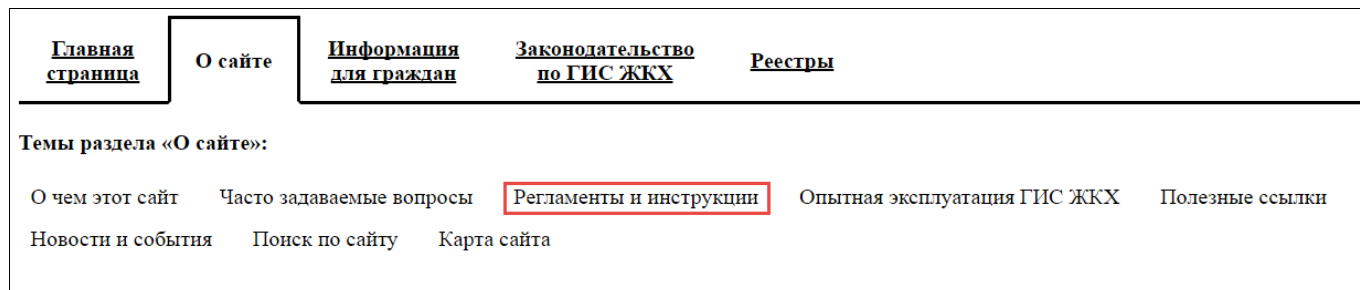 Главная страница
О сайте
Информация для граждан
Законодательство по ГИС ЖКХ
Реестры
Темы раздела «О сайте»:
О чем этот сайт Часто задаваемые вопросы Регламенты и инструкции Опытная эксплуатация ГИС ЖКХ Полезные ссылки
Новости и события Поиск по сайту Карта сайта